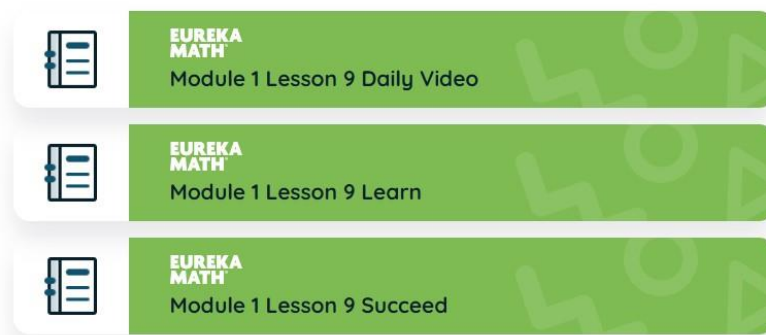 EUREKA
MATH
Module 1 Lesson 9 Daily Video
EUREKA
MATH
Module 1 Lesson 9 Learn
EUREKA
MATH
Module 1 Lesson 9 Succeed